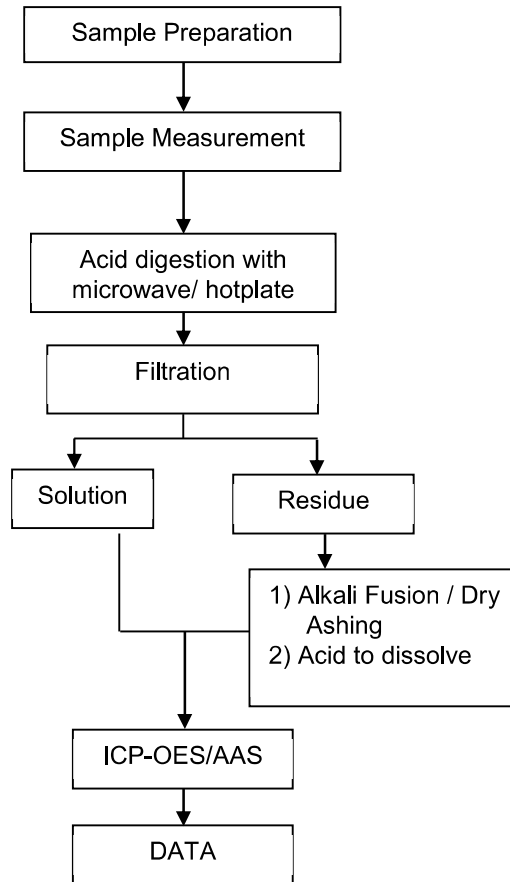 Sample Preparation
Sample Measurement
Acid digestion with
microwave/ hotplate
Filtration
Solution
Residue
1) Alkali Fusion / Dry
Ashing
2) Acid to dissolve
ICP-OES/AAS
DATA